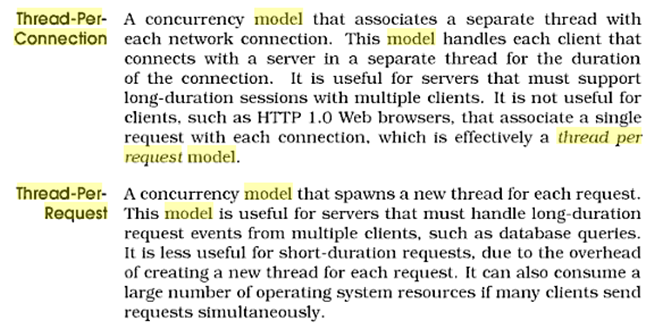 Thread-Per- A concurrency model that associates a separate thread with
Connection each network connection. This model handles each client that
connects with a server in a separate thread for the duration
of the connection. It is useful for servers that must support
long-duration sessions with multiple clients. It is not useful for
clients, such as HTTP 1.0 Web browsers, that associate a single
request with each connection, which is effectively a thread per
request model.
Thread-Per- A concurrency model that spawns a new thread for each request.
Request This model is useful for servers that must handle long-duration
request events from multiple clients, such as database queries.
It is less useful for short-duration requests, due to the overhead
of creating a new thread for each request. It can also consume a
large number of operating system resources if many clients send
requests simultaneously.